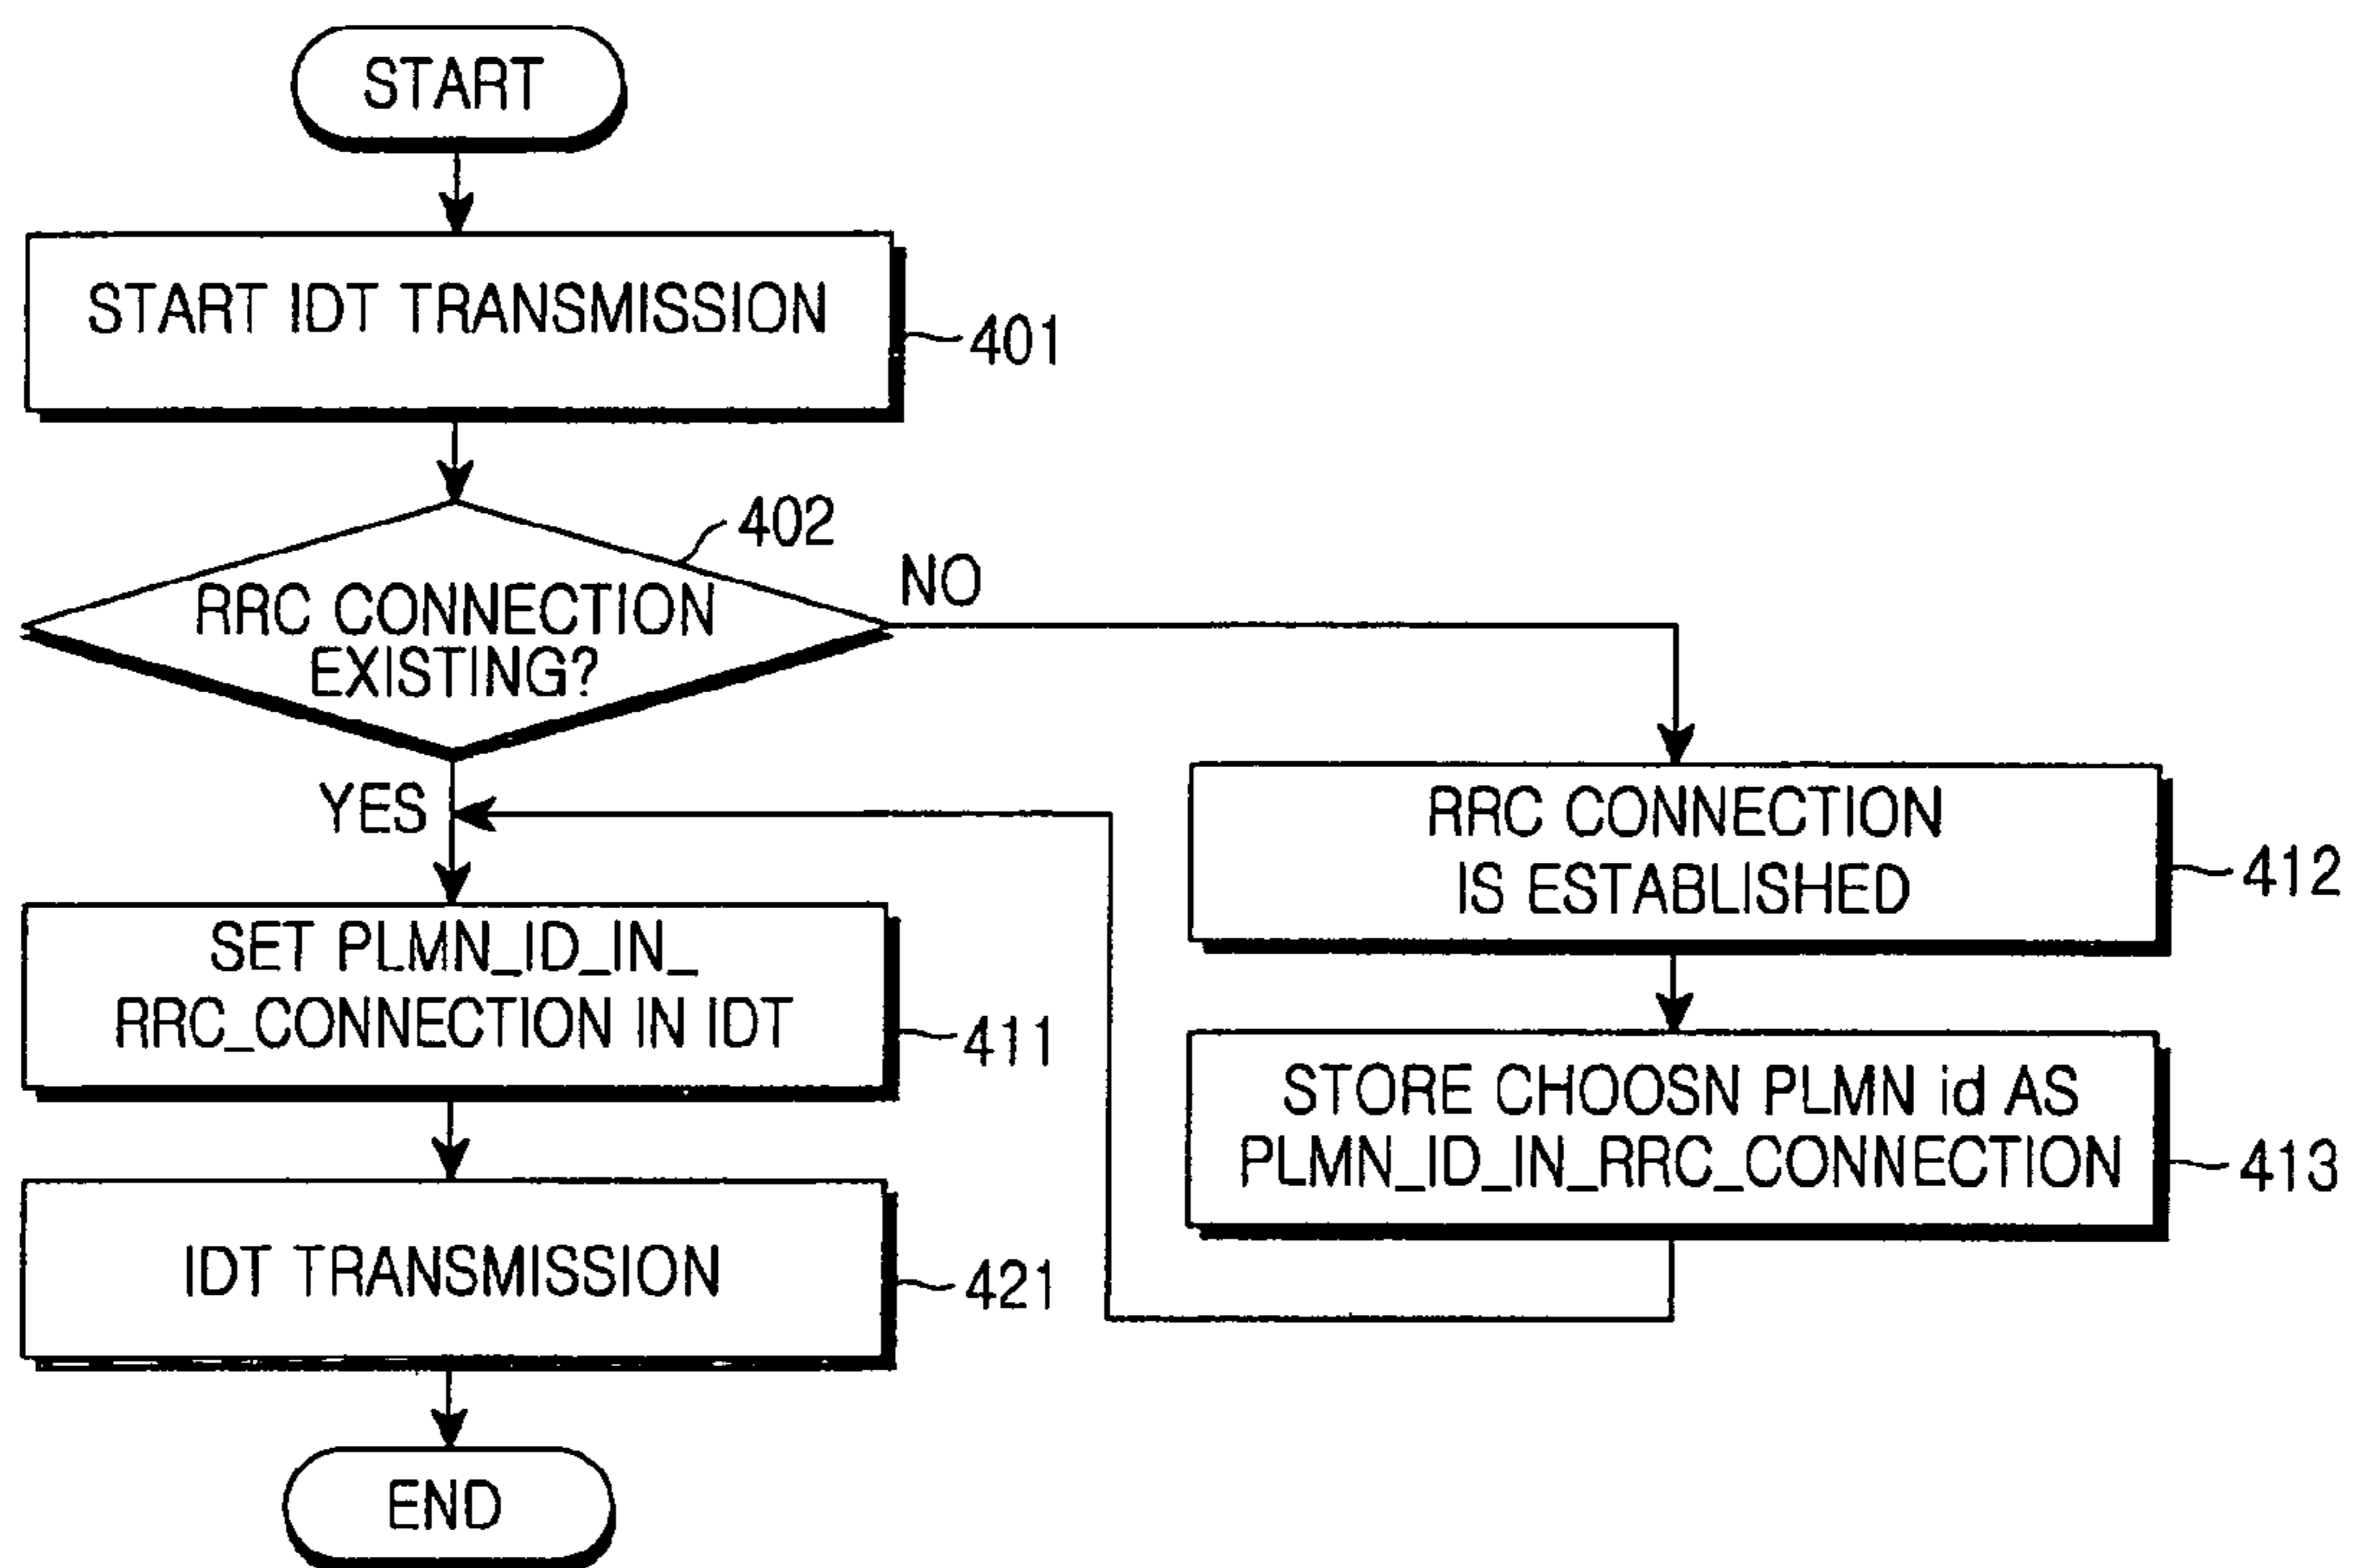 START
START IDT TRANSMISSION
401
402
RRC CONNECTION
EXISTING?
NO
YES
RRC CONNECTION
IS ESTABLISHED
412
SET PLMN_ID_IN_
RRC_CONNECTION IN IDT
411
STORE CHOOSN PLMN id AS
PLMN_ID_IN_RRC_CONNECTION
413
IDT TRANSMISSION
421
END